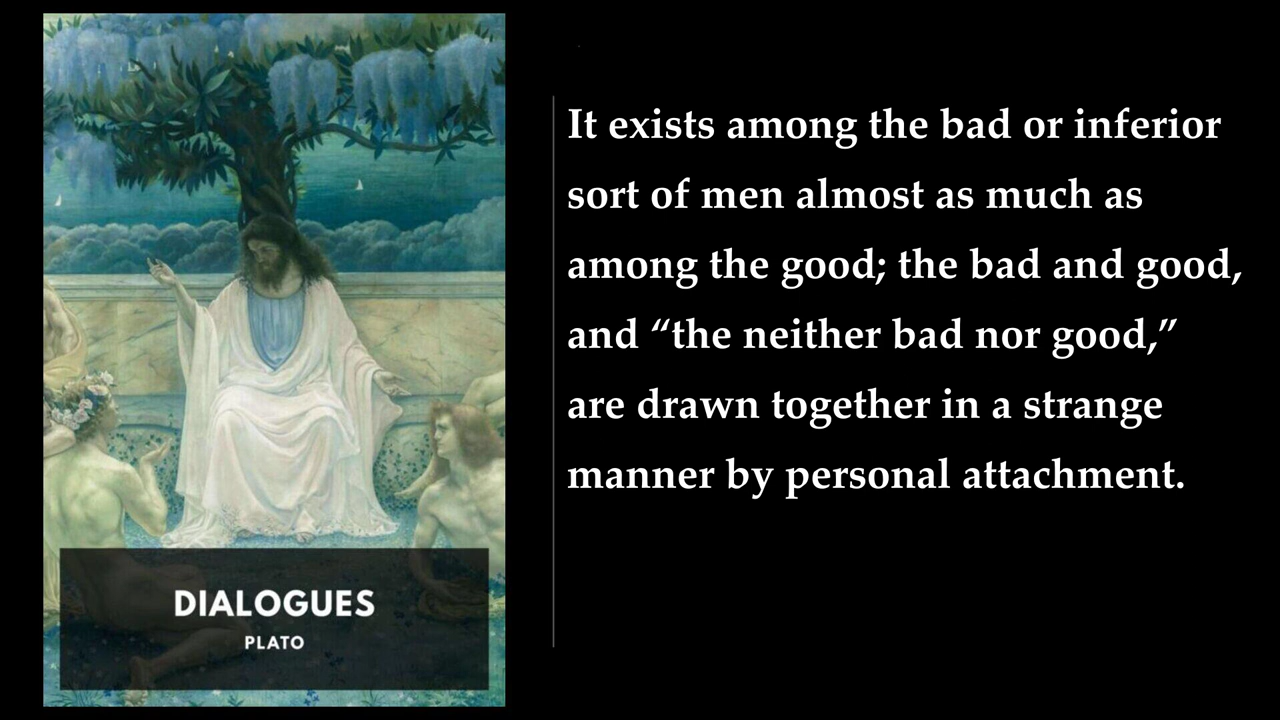 DIALOGUES
PLATO
It exists among the bad or inferior
sort of men almost as much as
among the good; the bad and good,
and “the neither bad nor good,”
are drawn together in a strange
manner by personal attachment.